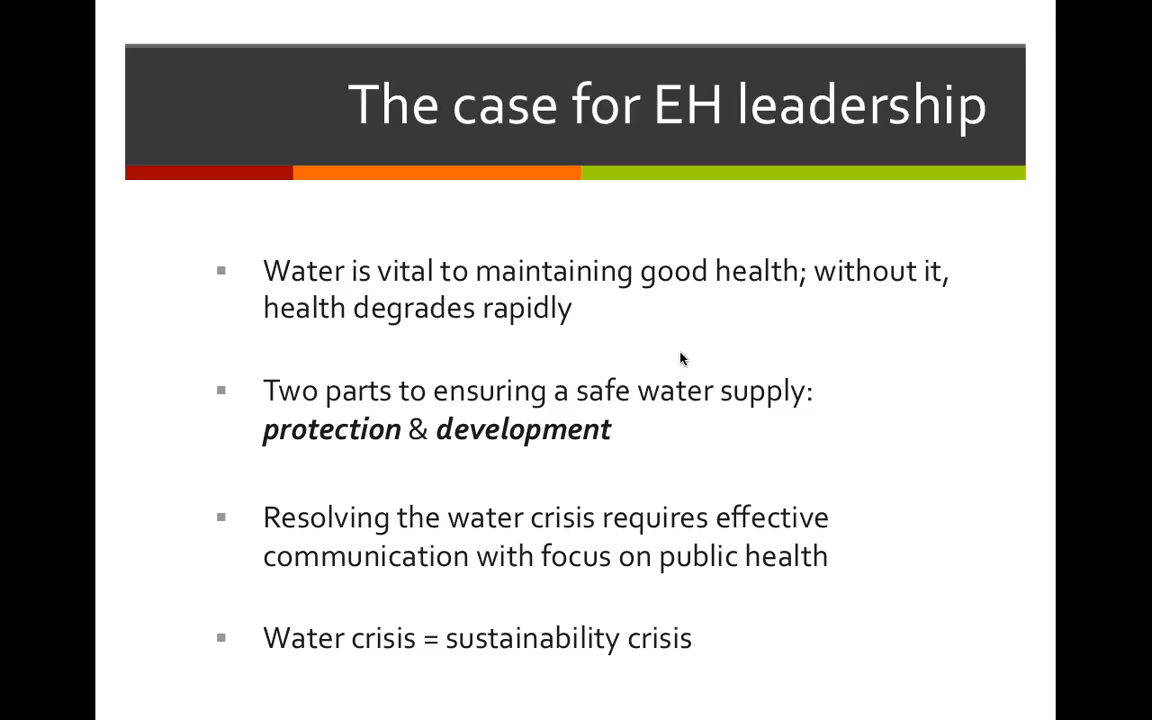 The case for EH leadership
▪ Water is vital to maintaining good health; without it,
health degrades rapidly
▪ Two parts to ensuring a safe water supply:
protection & development
▪ Resolving the water crisis requires effective
communication with focus on public health
▪ Water crisis = sustainability crisis